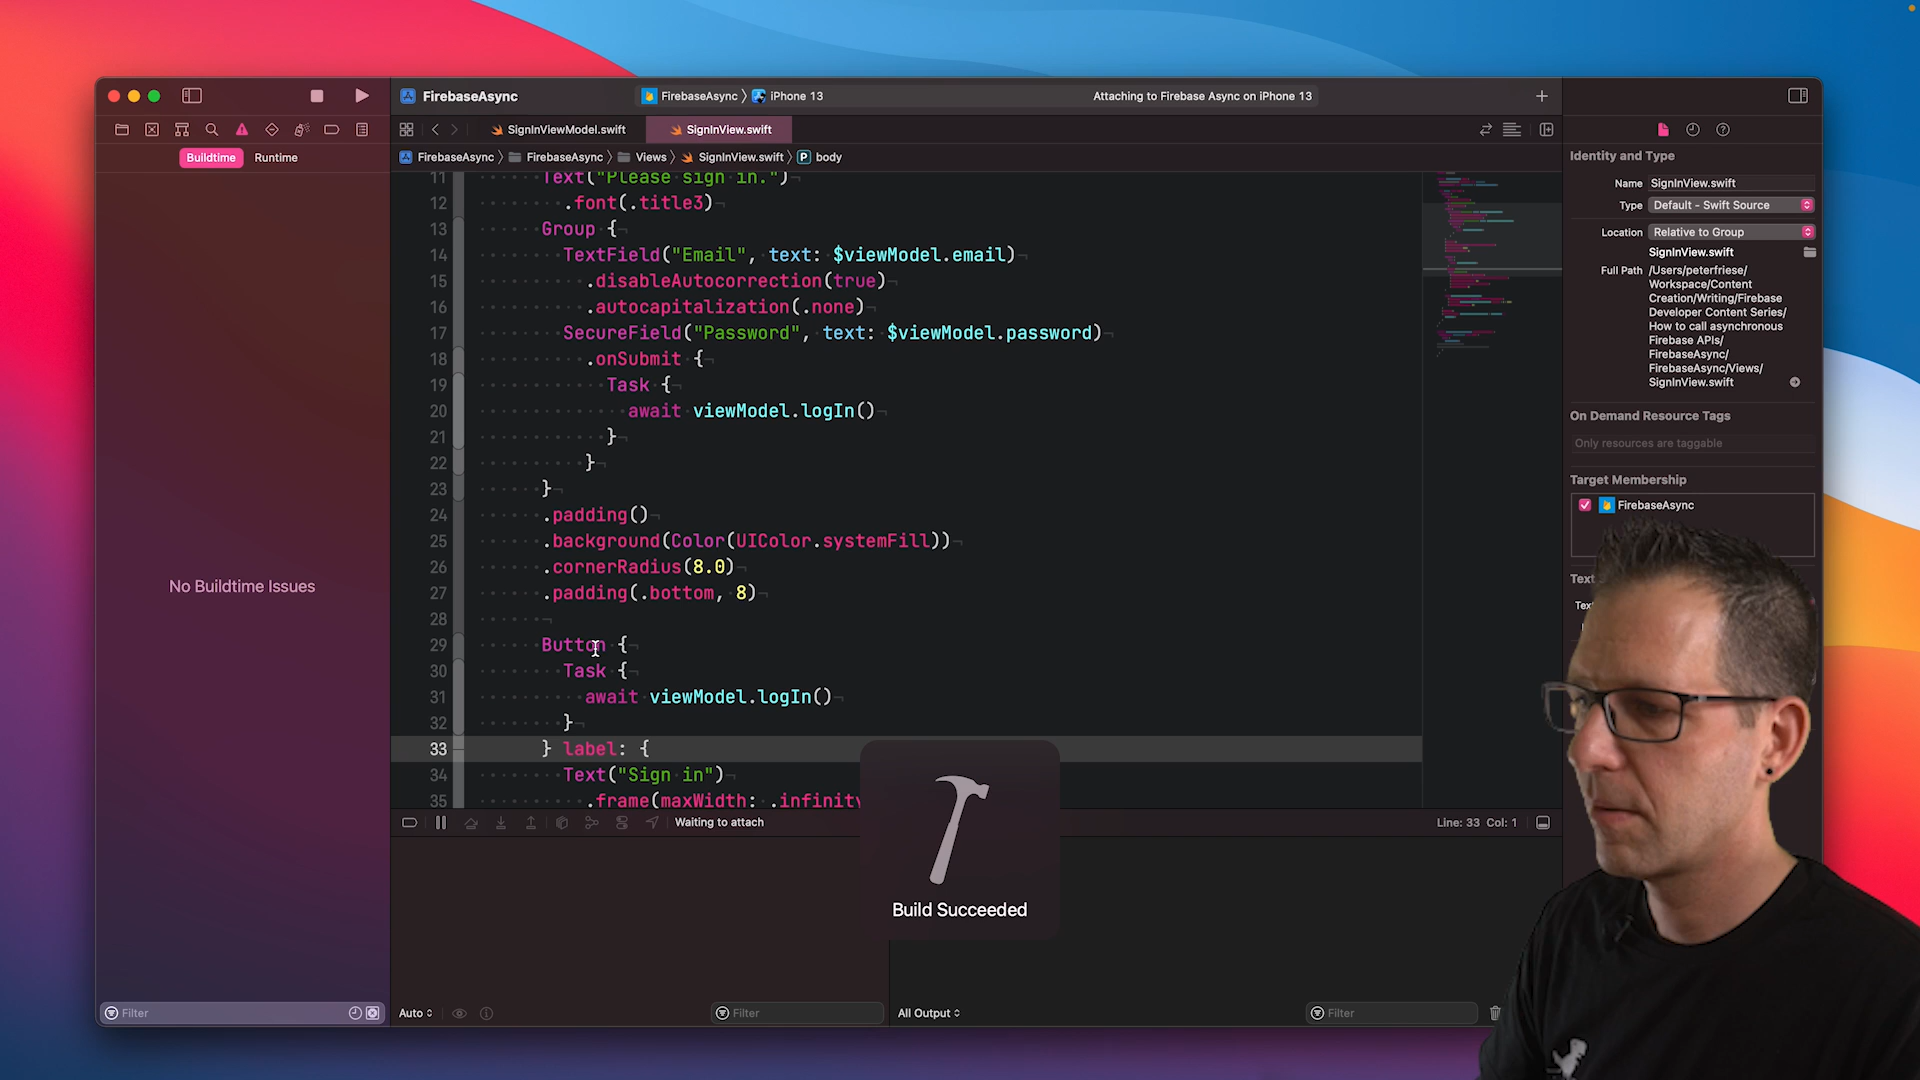 FirebaseAsync
FirebaseAsync 〉 iPhone 13
Attaching to Firebase Async on iPhone 13
SignInViewModel.swift
SignInView.swift
Buildtime
Runtime
FirebaseAsync 〉 FirebaseAsync 〉 Views 〉 SignInView.swift 〉 P body
No Buildtime Issues
11 Text("Please sign in.")
12 .font(.title3)
13 Group {
14 TextField("Email", text: $viewModel.email)
15 .disableAutocorrection(true)
16 .autocapitalization(.none)
17 SecureField("Password", text: $viewModel.password)
18 .onSubmit {
19 Task {
20 await viewModel.logIn()
21 }
22 }
23 }
24 .padding()
25 .background(Color(UIColor.systemFill))
26 .cornerRadius(8.0)
27 .padding(.bottom, 8)
28
29 Button {
30 Task {
31 await viewModel.logIn()
32 }
33 } label: {
34 Text("Sign in")
35 .frame(maxWidth: .infinity
Waiting to attach
Line: 33 Col: 1
Build Succeeded
Filter
Auto
Filter
All Output
Filter
Identity and Type
Name SignInView.swift
Type Default - Swift Source
Location Relative to Group
SignInView.swift
Full Path /Users/peterfriese/
Workspace/Content
Creation/Writing/Firebase
Developer Content Series/
How to call asynchronous
Firebase APIs/
FirebaseAsync/
FirebaseAsync/Views/
SignInView.swift
On Demand Resource Tags
Only resources are taggable
Target Membership
FirebaseAsync
Text